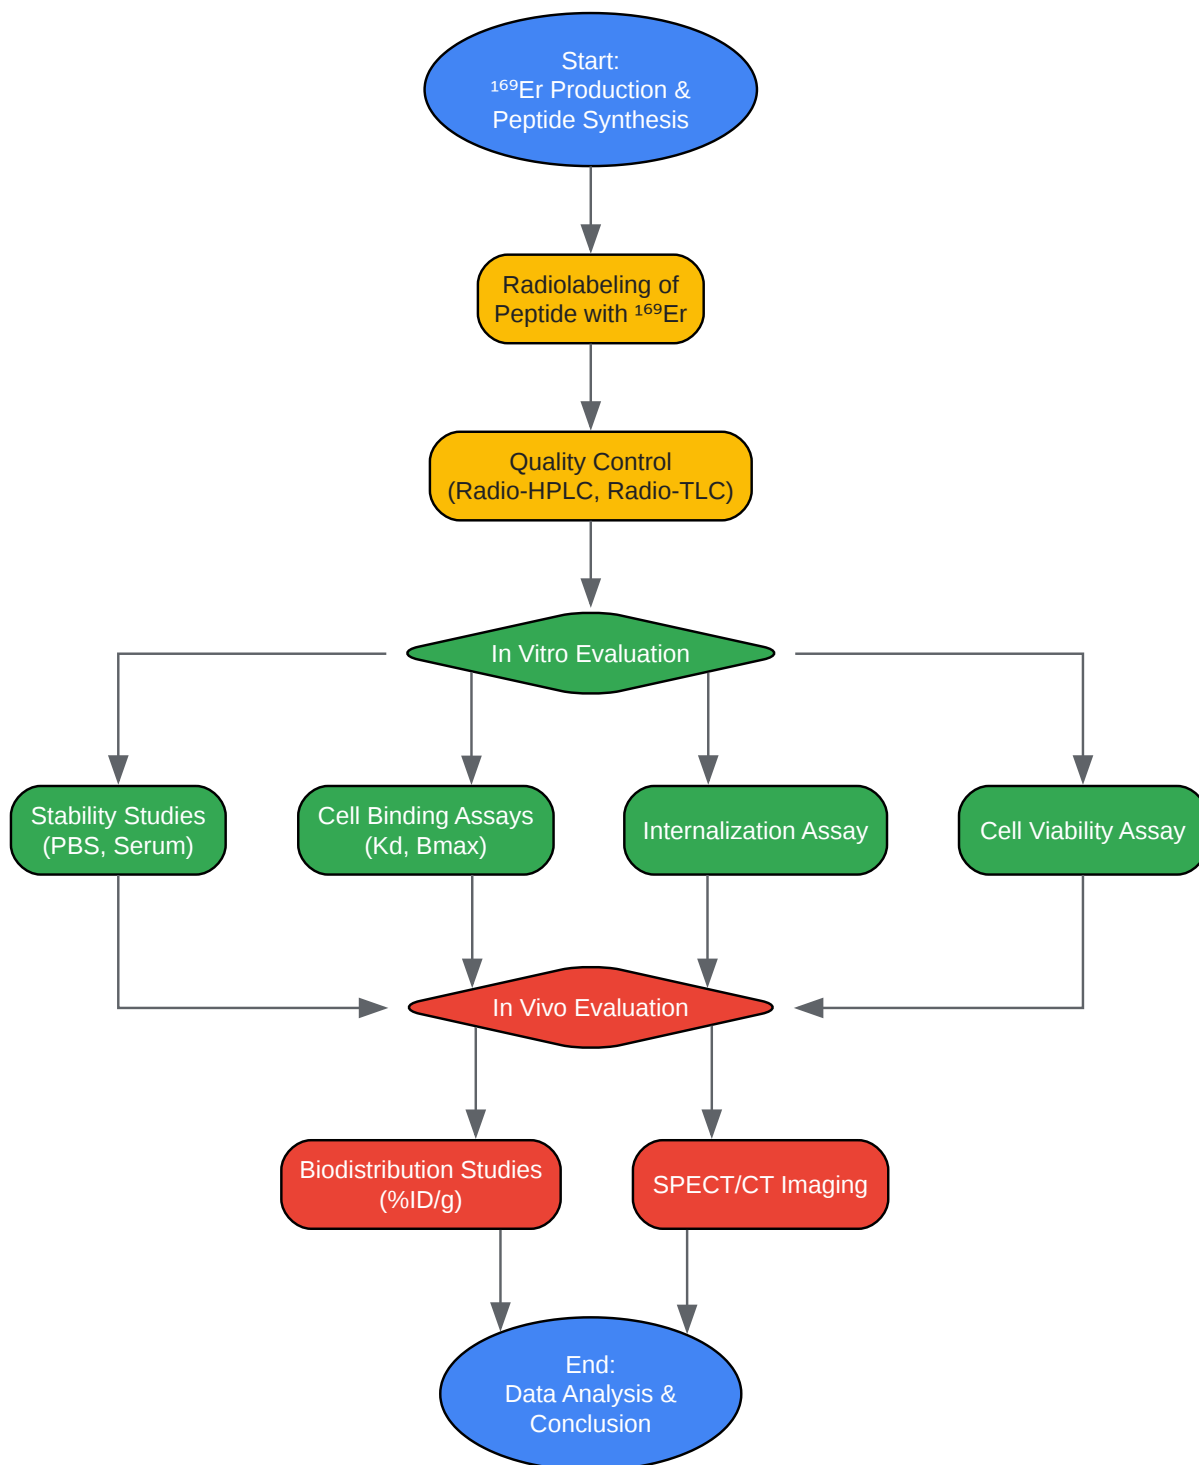 Start:
¹⁶⁹Er Production &
Peptide Synthesis
Radiolabeling of
Peptide with ¹⁶⁹Er
Quality Control
(Radio-HPLC, Radio-TLC)
In Vitro Evaluation
Stability Studies
(PBS, Serum)
Cell Binding Assays
(Kd, Bmax)
Internalization Assay
Cell Viability Assay
In Vivo Evaluation
Biodistribution Studies
(%ID/g)
SPECT/CT Imaging
End:
Data Analysis &
Conclusion